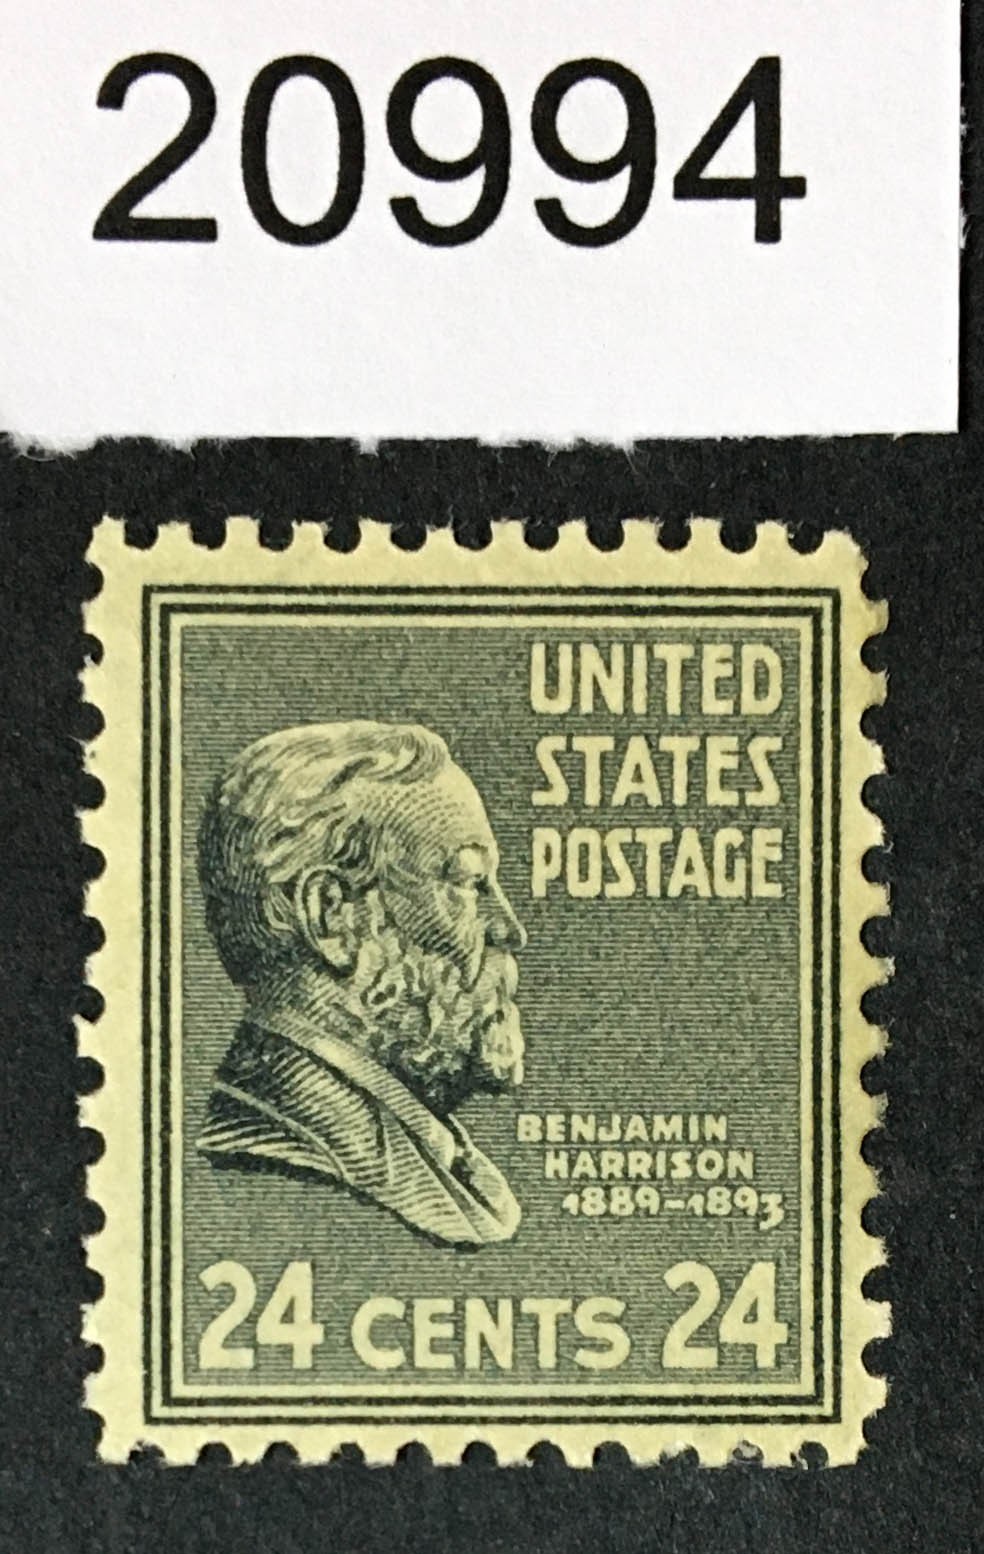 20994
UNITED
STATES
POSTAGE
BENJAMIN
HARRISON
1889-1893
24 CENTS 24